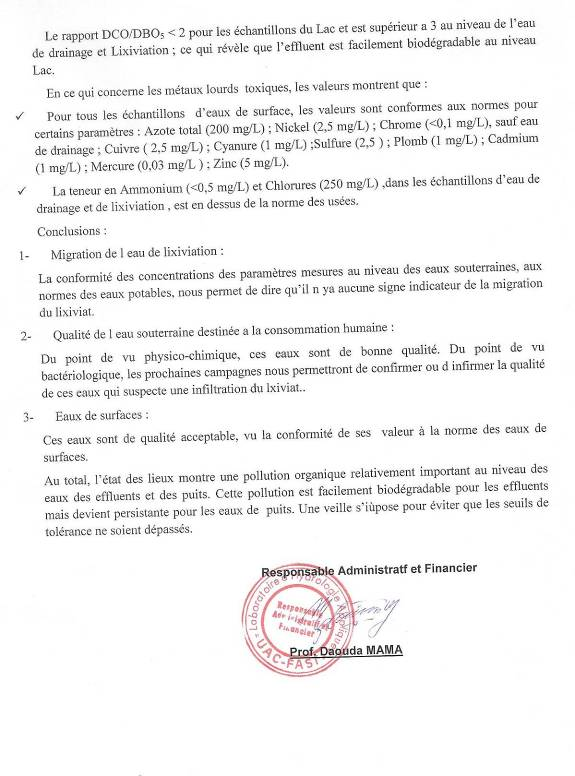 Le rapport DCO/DBO₅ < 2 pour les échantillons du Lac et est supérieur a 3 au niveau de l'eau
de drainage et Lixiviation ; ce qui révèle que l'effluent est facilement biodégradable au niveau
Lac.
En ce qui concerne les métaux lourds toxiques, les valeurs montrent que :
✓ Pour tous les échantillons d'eaux de surface, les valeurs sont conformes aux normes pour
certains paramètres : Azote total (200 mg/L) ; Nickel (2,5 mg/L) ; Chrome (<0,1 mg/L), sauf eau
de drainage ; Cuivre ( 2,5 mg/L) ; Cyanure (1 mg/L) ;Sulfure (2,5 ) ; Plomb (1 mg/L) ; Cadmium
(1 mg/L) ; Mercure (0,03 mg/L ) ; Zinc (5 mg/L).
✓ La teneur en Ammonium (<0,5 mg/L) et Chlorures (250 mg/L) ,dans les échantillons d'eau de
drainage et de lixiviation , est en dessus de la norme des usées.
Conclusions :
1- Migration de l eau de lixiviation :
La conformité des concentrations des paramètres mesures au niveau des eaux souterraines, aux
normes des eaux potables, nous permet de dire qu'il n ya aucune signe indicateur de la migration
du lixiviat.
2- Qualité de l eau souterraine destinée a la consommation humaine :
Du point de vu physico-chimique, ces eaux sont de bonne qualité. Du point de vu
bactériologique, les prochaines campagnes nous permettront de confirmer ou d infirmer la qualité
de ces eaux qui suspecte une infiltration du lxiviat..
3- Eaux de surfaces :
Ces eaux sont de qualité acceptable, vu la conformité de ses valeur à la norme des eaux de
surfaces.
Au total, l'état des lieux montre une pollution organique relativement important au niveau des
eaux des effluents et des puits. Cette pollution est facilement biodégradable pour les effluents
mais devient persistante pour les eaux de puits. Une veille s'iùpose pour éviter que les seuils de
tolérance ne soient dépassés.
Responsable Administratf et Financier
Laboratoire d'Hydrologie
Responsable
Financier
UAC-FAST
Prof. Daouda MAMA